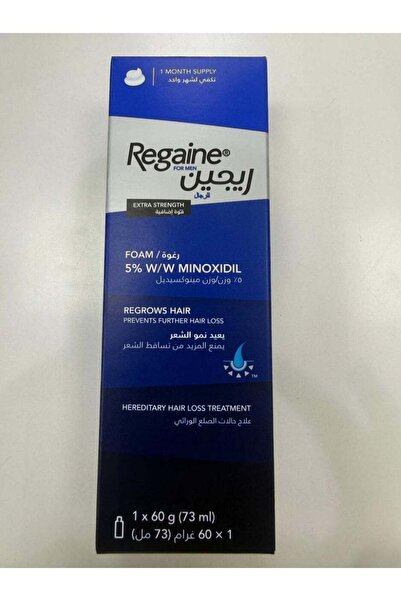 1 MONTH SUPPLY
تكفي لشهر واحد
Regaine®
FOR MEN
ريجين
للرجال
EXTRA STRENGTH
قوة إضافية
FOAM / رغوة
5% W/W MINOXIDIL
٥٪ وزن/وزن مينوكسيديل
REGROWS HAIR
PREVENTS FURTHER HAIR LOSS
يعيد نمو الشعر
يمنع المزيد من تساقط الشعر
TM
HEREDITARY HAIR LOSS TREATMENT
علاج حالات الصلع الوراثي
1 x 60 g (73 ml)
1 × 60 غرام (73 مل)